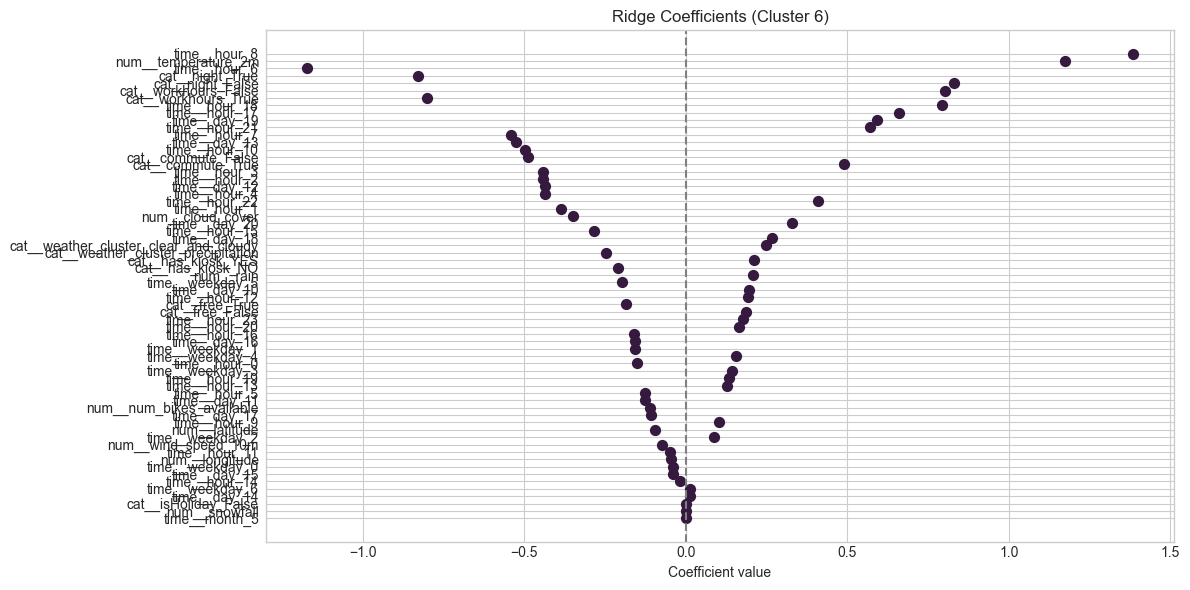 Ridge Coefficients (Cluster 6)
time__hour_8
num__temperature_2m
time__hour_6
cat__night_True
cat__night_False
cat__workhours_False
cat__workhours_True
time__hour_18
time__hour_17
time__day_19
time__hour_21
time__hour_7
time__day_13
time__hour_10
cat__commute_False
cat__commute_True
time__hour_3
time__hour_2
time__day_12
time__hour_4
time__hour_22
time__hour_1
num__cloud_cover
time__day_20
time__hour_15
time__day_18
cat__weather_cluster_clear_and_cloudy
cat__weather_cluster_precipitation
cat__has_kiosk_YES
cat__has_kiosk_NO
num__rain
time__weekday_5
time__day_10
time__hour_12
cat__free_True
cat__free_False
time__hour_23
time__hour_20
time__hour_16
time__day_16
time__weekday_1
time__weekday_4
time__hour_0
time__weekday_3
time__hour_19
time__hour_13
time__hour_5
time__day_11
num__num_bikes_available
time__day_17
time__hour_9
num__latitude
time__weekday_2
num__wind_speed_10m
time__hour_11
num__longitude
time__weekday_0
time__day_15
time__hour_14
time__weekday_6
time__day_14
cat__isHoliday_False
num__snowfall
time__month_5
−1.0
−0.5
0.0
0.5
1.0
1.5
Coefficient value